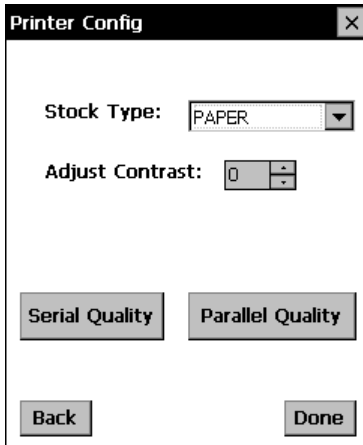 Printer Config
Stock Type: PAPER
Adjust Contrast: 0
Serial Quality Parallel Quality
Back Done